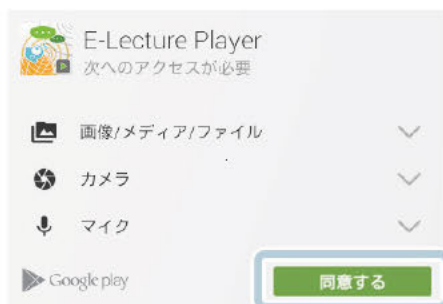 E-Lecture Player
次へのアクセスが必要
画像/メディア/ファイル
カメラ
マイク
Google play
同意する